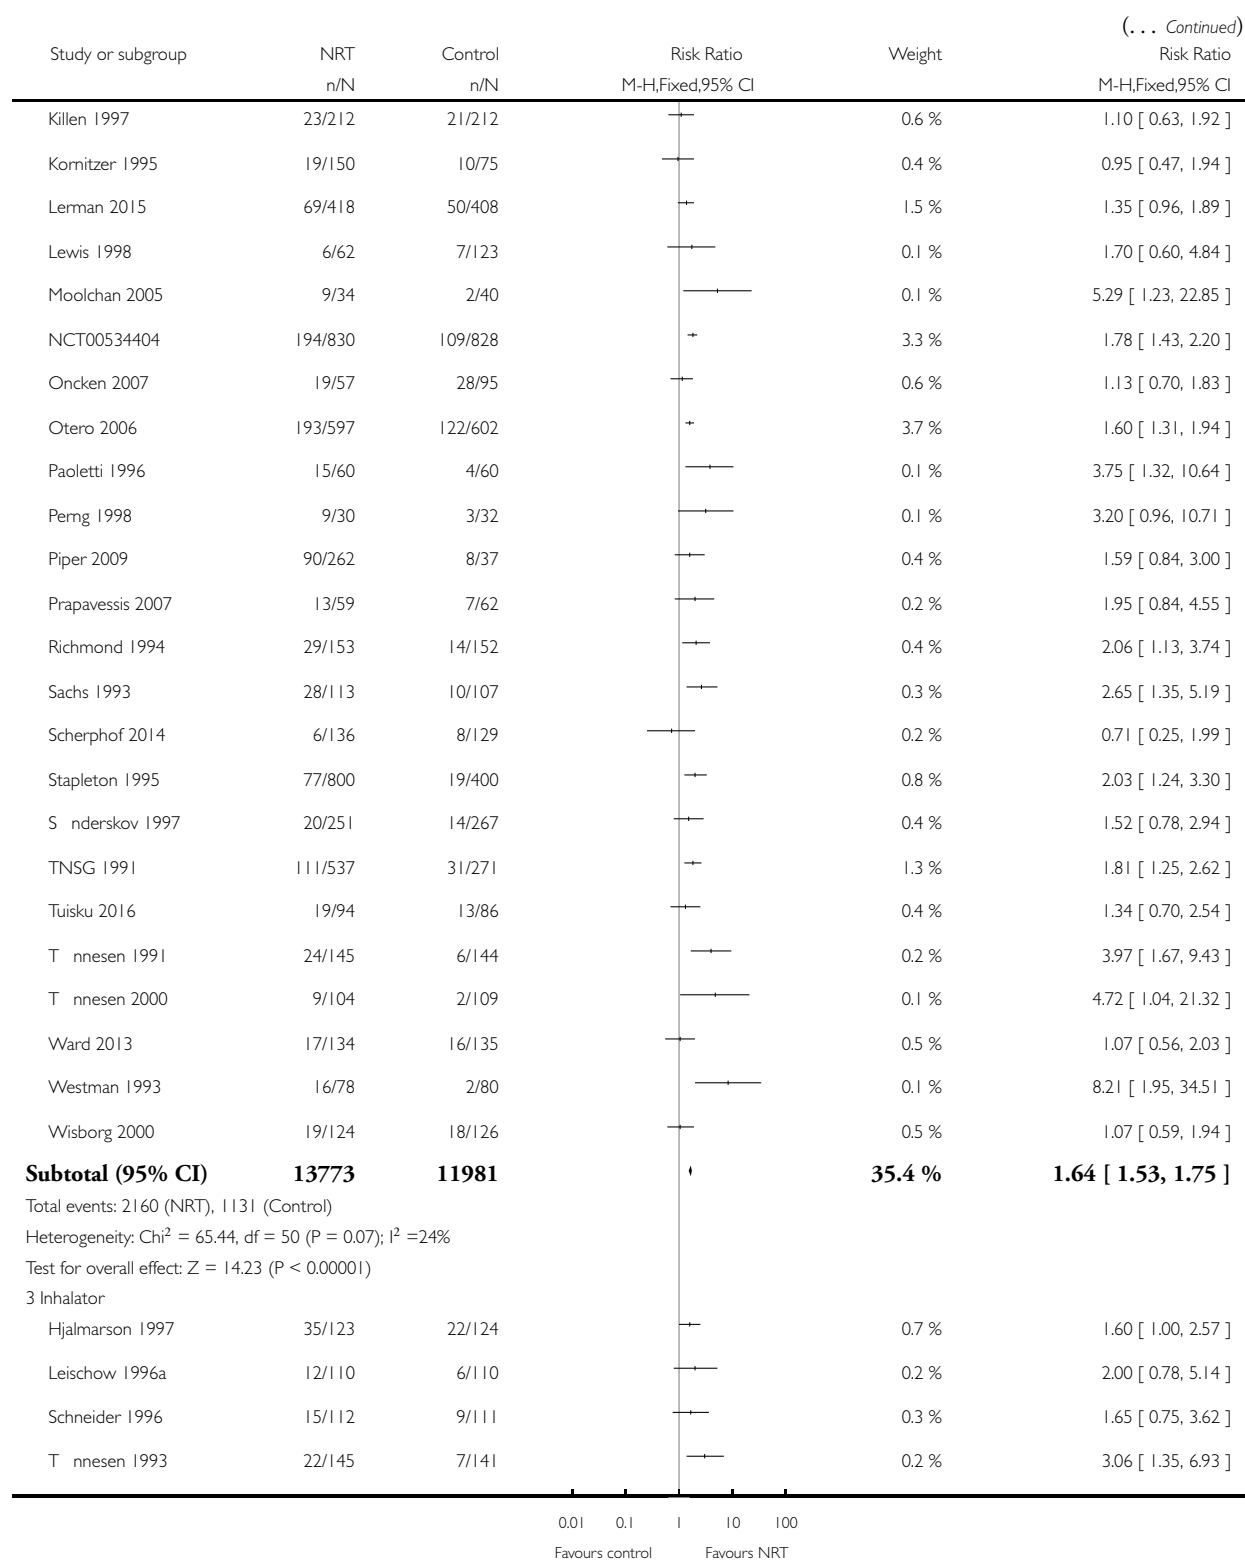 (. . . Continued)
Study or subgroup NRT Control Risk Ratio Weight Risk Ratio
n/N n/N M-H,Fixed,95% CI M-H,Fixed,95% CI
Killen 1997 23/212 21/212 0.6 % 1.10 [ 0.63, 1.92 ]
Kornitzer 1995 19/150 10/75 0.4 % 0.95 [ 0.47, 1.94 ]
Lerman 2015 69/418 50/408 1.5 % 1.35 [ 0.96, 1.89 ]
Lewis 1998 6/62 7/123 0.1 % 1.70 [ 0.60, 4.84 ]
Moolchan 2005 9/34 2/40 0.1 % 5.29 [ 1.23, 22.85 ]
NCT00534404 194/830 109/828 3.3 % 1.78 [ 1.43, 2.20 ]
Oncken 2007 19/57 28/95 0.6 % 1.13 [ 0.70, 1.83 ]
Otero 2006 193/597 122/602 3.7 % 1.60 [ 1.31, 1.94 ]
Paoletti 1996 15/60 4/60 0.1 % 3.75 [ 1.32, 10.64 ]
Perng 1998 9/30 3/32 0.1 % 3.20 [ 0.96, 10.71 ]
Piper 2009 90/262 8/37 0.4 % 1.59 [ 0.84, 3.00 ]
Prapavessis 2007 13/59 7/62 0.2 % 1.95 [ 0.84, 4.55 ]
Richmond 1994 29/153 14/152 0.4 % 2.06 [ 1.13, 3.74 ]
Sachs 1993 28/113 10/107 0.3 % 2.65 [ 1.35, 5.19 ]
Scherphof 2014 6/136 8/129 0.2 % 0.71 [ 0.25, 1.99 ]
Stapleton 1995 77/800 19/400 0.8 % 2.03 [ 1.24, 3.30 ]
S nderskov 1997 20/251 14/267 0.4 % 1.52 [ 0.78, 2.94 ]
TNSG 1991 111/537 31/271 1.3 % 1.81 [ 1.25, 2.62 ]
Tuisku 2016 19/94 13/86 0.4 % 1.34 [ 0.70, 2.54 ]
T nnesen 1991 24/145 6/144 0.2 % 3.97 [ 1.67, 9.43 ]
T nnesen 2000 9/104 2/109 0.1 % 4.72 [ 1.04, 21.32 ]
Ward 2013 17/134 16/135 0.5 % 1.07 [ 0.56, 2.03 ]
Westman 1993 16/78 2/80 0.1 % 8.21 [ 1.95, 34.51 ]
Wisborg 2000 19/124 18/126 0.5 % 1.07 [ 0.59, 1.94 ]
Subtotal (95% CI) 13773 11981 35.4 % 1.64 [ 1.53, 1.75 ]
Total events: 2160 (NRT), 1131 (Control)
Heterogeneity: Chi² = 65.44, df = 50 (P = 0.07); I² =24%
Test for overall effect: Z = 14.23 (P < 0.00001)
3 Inhalator
Hjalmarson 1997 35/123 22/124 0.7 % 1.60 [ 1.00, 2.57 ]
Leischow 1996a 12/110 6/110 0.2 % 2.00 [ 0.78, 5.14 ]
Schneider 1996 15/112 9/111 0.3 % 1.65 [ 0.75, 3.62 ]
T nnesen 1993 22/145 7/141 0.2 % 3.06 [ 1.35, 6.93 ]
0.01 0.1 1 10 100
Favours control Favours NRT